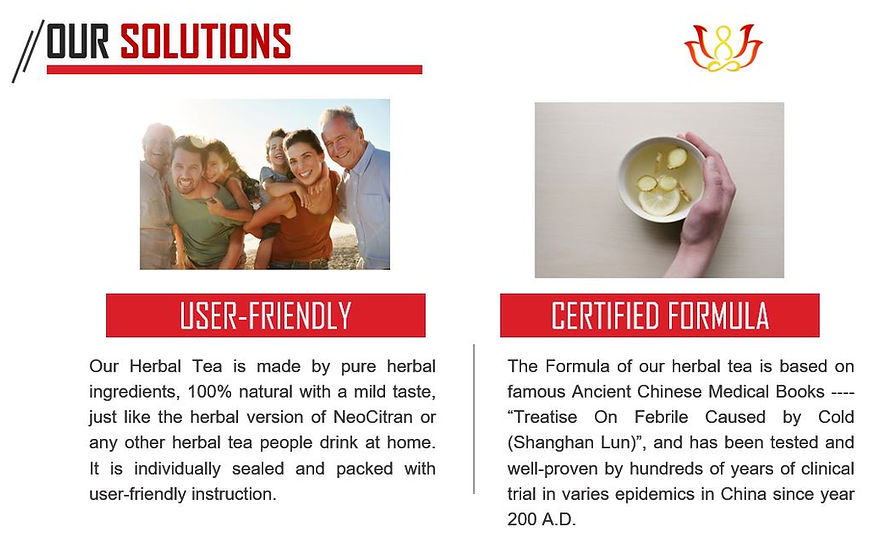 OUR SOLUTIONS
USER-FRIENDLY
Our Herbal Tea is made by pure herbal
ingredients, 100% natural with a mild taste,
just like the herbal version of NeoCitran or
any other herbal tea people drink at home.
It is individually sealed and packed with
user-friendly instruction.
CERTIFIED FORMULA
The Formula of our herbal tea is based on
famous Ancient Chinese Medical Books ----
“Treatise On Febrile Caused by Cold
(Shanghan Lun)”, and has been tested and
well-proven by hundreds of years of clinical
trial in varies epidemics in China since year
200 A.D.